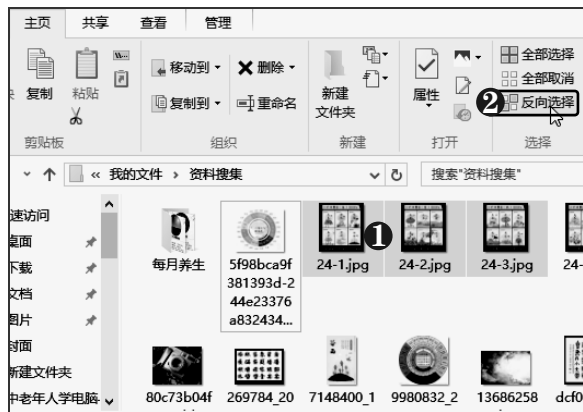 主页 共享 查看 管理
复制 粘贴 移动到 删除 新建 属性 全部选择
复制到 重命名 文件夹 全部取消
2 反向选择
剪贴板 组织 新建 打开 选择
« 我的文件 › 资料搜集 搜索"资料搜集"
速访问
桌面
下载
文档
图片
封面
新建文件夹
中老年人学电脑
1
每月养生 5f98bca9f 24-1.jpg 24-2.jpg 24-3.jpg 24-
381393d-2
44e23376
a832434...
80c73b04f 269784_20 7148400_1 9980832_2 13686258 dcf0